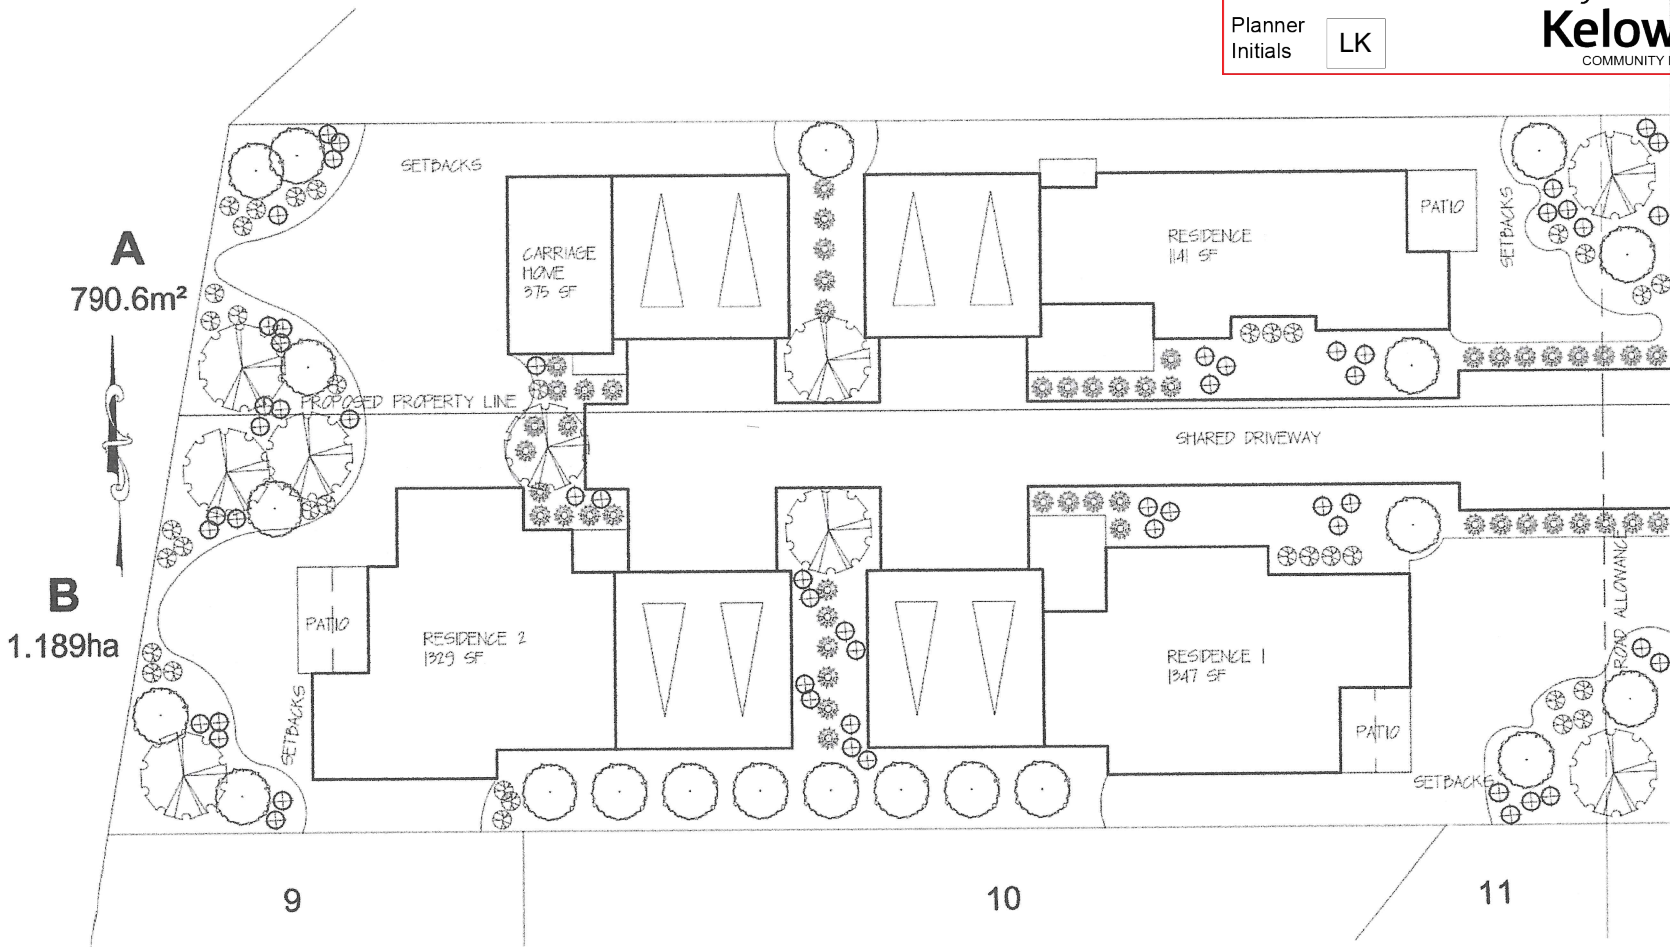 Planner
Initials
LK
Kelow
COMMUNITY
SETBACKS
A
790.6m²
CARRIAGE
HOVE
375 SF
RESIDENCE
1141 SF
PATIO
SETBACKS
PROPOSED PROPERTY LINE
SHARED DRIVEWAY
B
1.189ha
PATIO
RESIDENCE 2
1329 SF
SETBACKS
RESIDENCE 1
1347 SF
PATIO
SETBACKS
ROAD ALLOWANCE
9
10
11